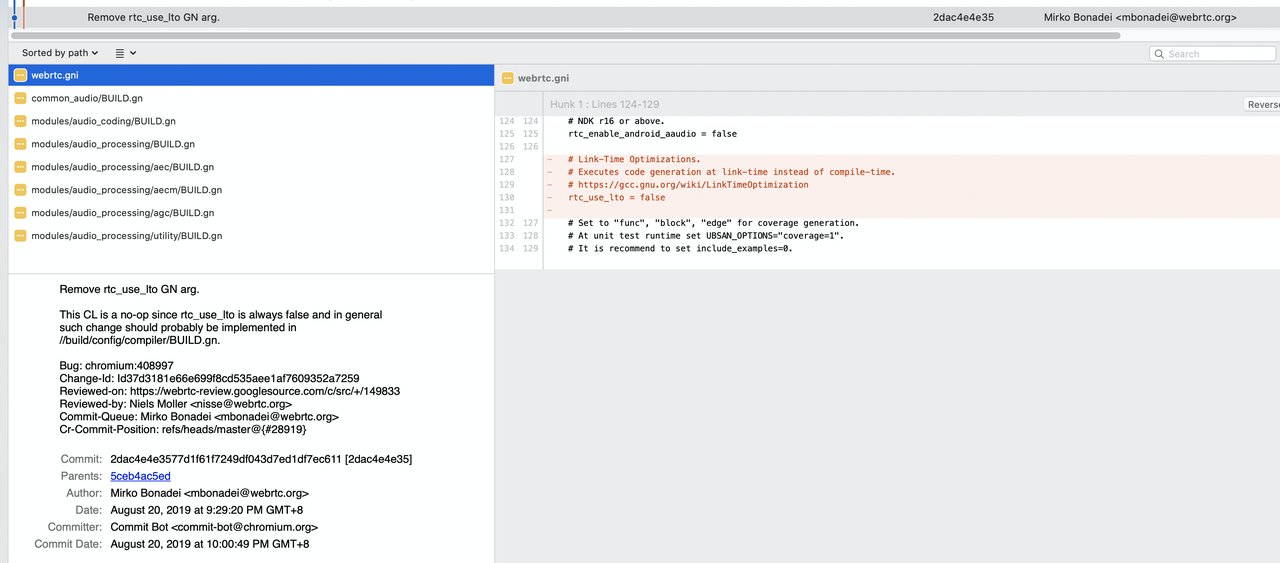 Remove rtc_use_lto GN arg. 2dac4e4e35 Mirko Bonadei <mbonadei@webrtc.org>
Sorted by path
Search
webrtc.gni
common_audio/BUILD.gn
modules/audio_coding/BUILD.gn
modules/audio_processing/BUILD.gn
modules/audio_processing/aec/BUILD.gn
modules/audio_processing/aecm/BUILD.gn
modules/audio_processing/agc/BUILD.gn
modules/audio_processing/utility/BUILD.gn
Remove rtc_use_lto GN arg.
This CL is a no-op since rtc_use_lto is always false and in general
such change should probably be implemented in
//build/config/compiler/BUILD.gn.
Bug: chromium:408997
Change-Id: Id37d3181e66e699f8cd535aee1af7609352a7259
Reviewed-on: https://webrtc-review.googlesource.com/c/src/+/149833
Reviewed-by: Niels Moller <nisse@webrtc.org>
Commit-Queue: Mirko Bonadei <mbonadei@webrtc.org>
Cr-Commit-Position: refs/heads/master@{#28919}
Commit: 2dac4e4e3577d1f61f7249df043d7ed1df7ec611 [2dac4e4e35]
Parents: 5ceb4ac5ed
Author: Mirko Bonadei <mbonadei@webrtc.org>
Date: August 20, 2019 at 9:29:20 PM GMT+8
Committer: Commit Bot <commit-bot@chromium.org>
Commit Date: August 20, 2019 at 10:00:49 PM GMT+8
webrtc.gni
Hunk 1 : Lines 124-129 Reverse
124 124 # NDK r16 or above.
125 125 rtc_enable_android_aaudio = false
126 126
127 - # Link-Time Optimizations.
128 - # Executes code generation at link-time instead of compile-time.
129 - # https://gcc.gnu.org/wiki/LinkTimeOptimization
130 - rtc_use_lto = false
131 -
132 127 # Set to "func", "block", "edge" for coverage generation.
133 128 # At unit test runtime set UBSAN_OPTIONS="coverage=1".
134 129 # It is recommend to set include_examples=0.